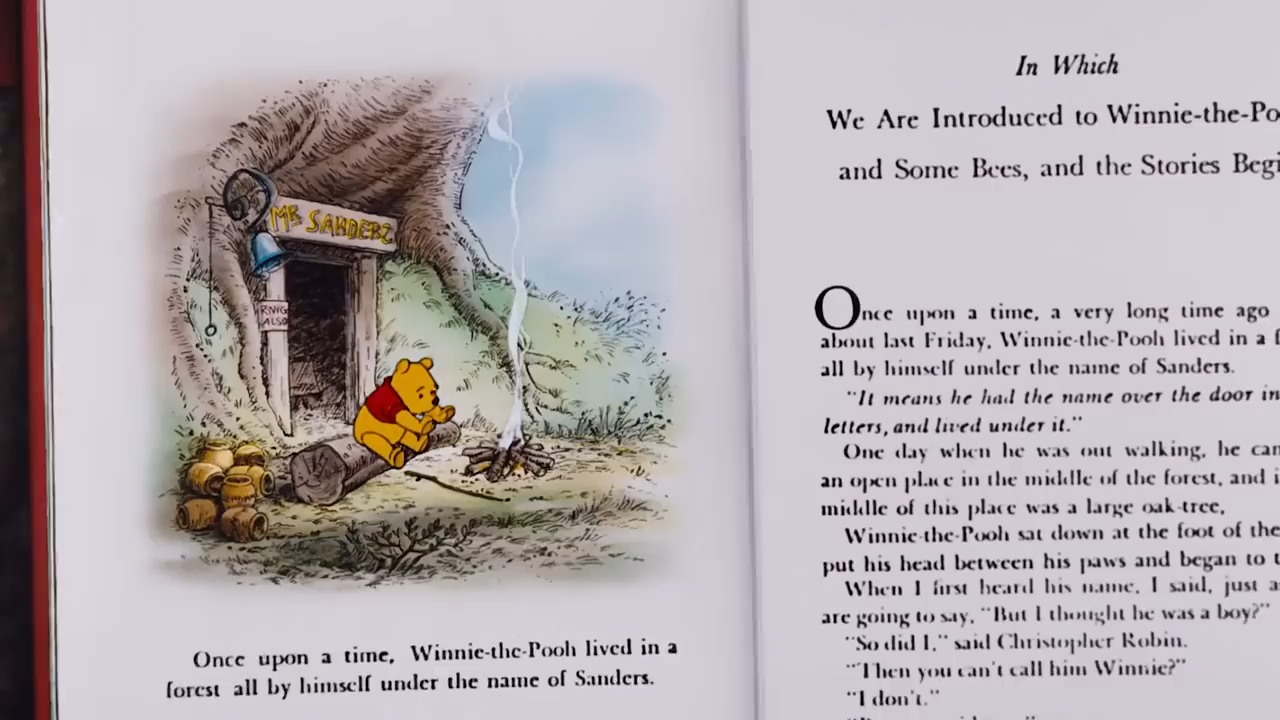 MR SANDERZ
RNIG
ALSO
Once upon a time, Winnie-the-Pooh lived in a
forest all by himself under the name of Sanders.
In Which
We Are Introduced to Winnie-the-Po
and Some Bees, and the Stories Begi
Once upon a time, a very long time ago
about last Friday, Winnie-the-Pooh lived in a
all by himself under the name of Sanders.
"It means he had the name over the door in
letters, and lived under it."
One day when he was out walking, he
an open place in the middle of the forest, and
middle of this place was a large oak-tree,
Winnie-the-Pooh sat down at the foot of the
put his head between his paws and began to
When I first heard his name, I said, just
are going to say, "But I thought he was a boy?"
"So did I," said Christopher Robin.
"Then you can't call him Winnie?"
"I don't."